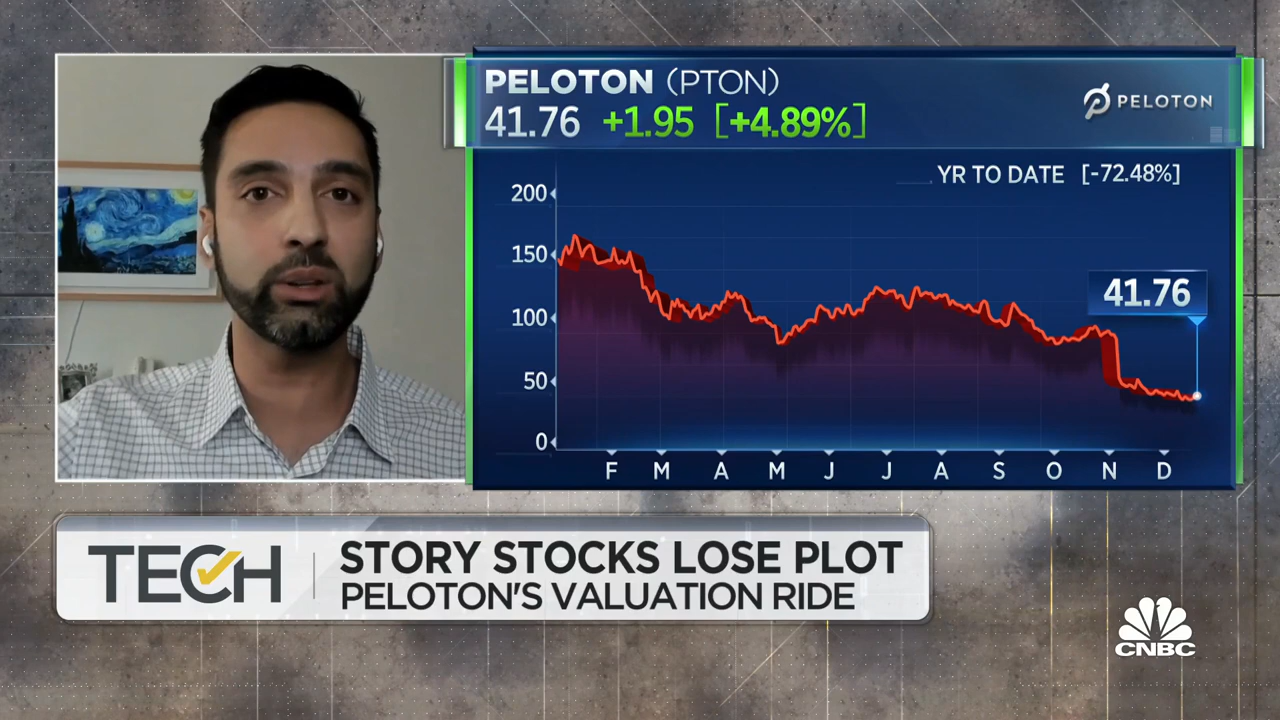 PELOTON (PTON)
41.76 +1.95 [+4.89%]
PELOTON
YR TO DATE [-72.48%]
200
150
100
50
0
41.76
F M A M J J A S O N D
TECH
STORY STOCKS LOSE PLOT
PELOTON'S VALUATION RIDE
CNBC